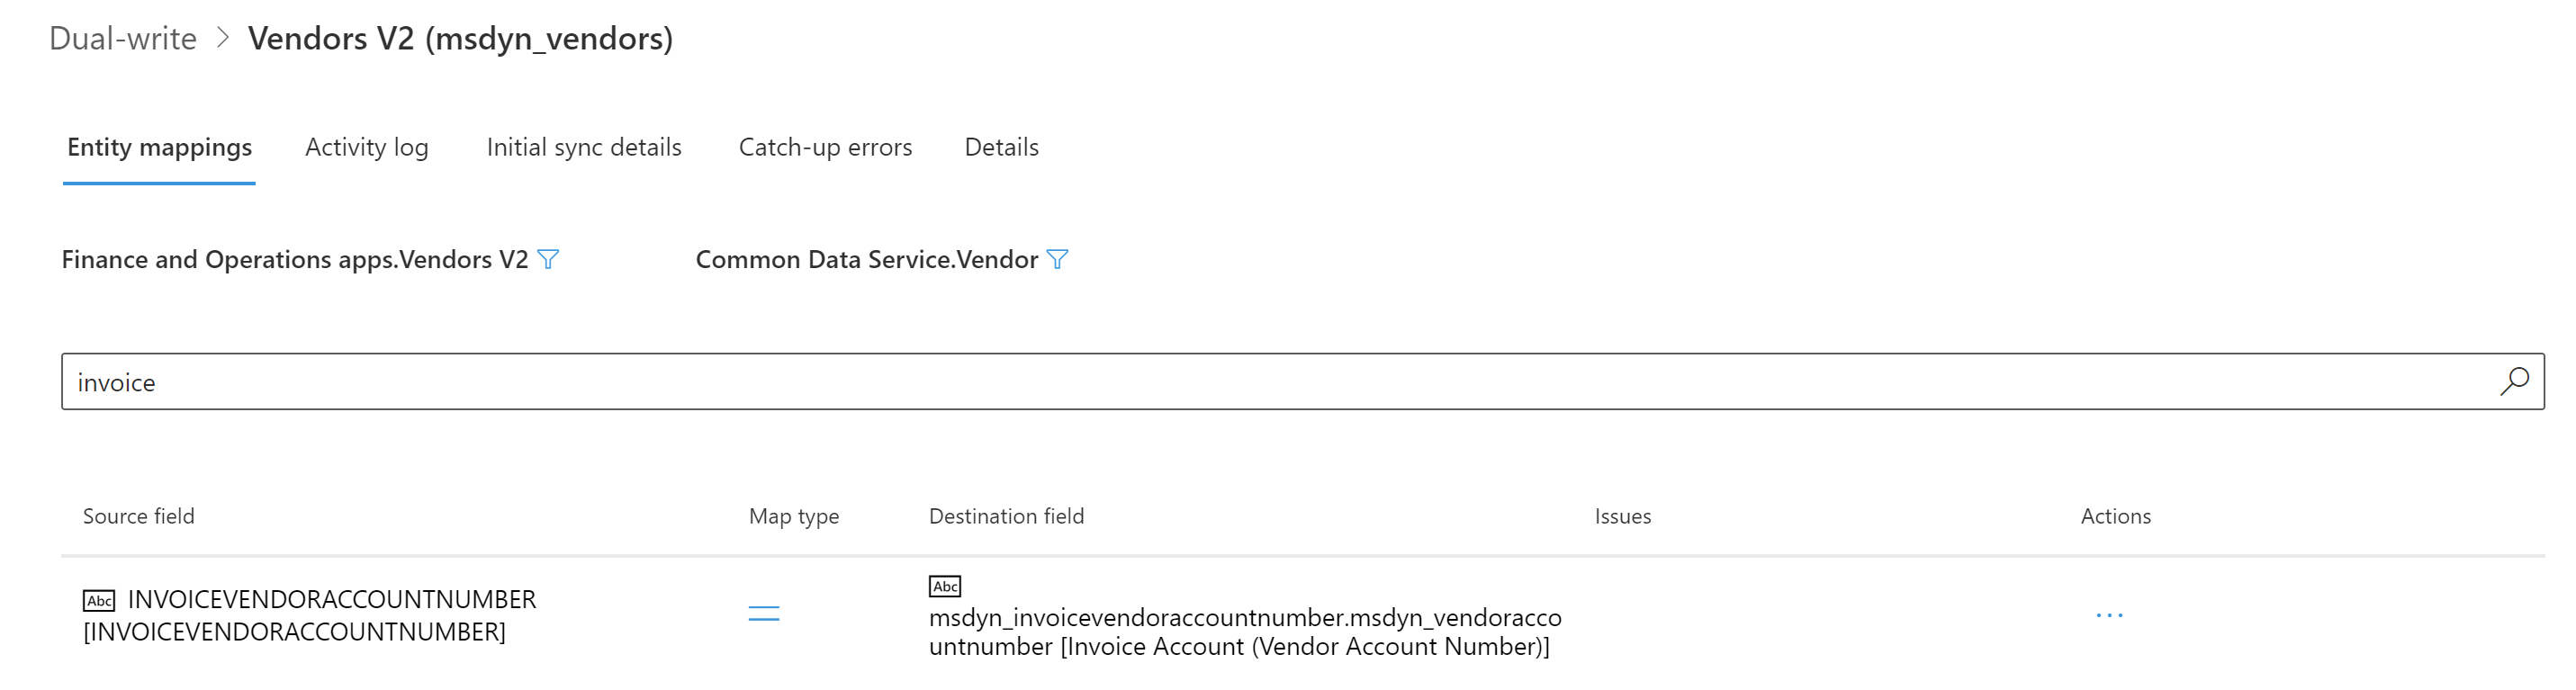 Dual-write > Vendors V2 (msdyn_vendors)
Entity mappings Activity log Initial sync details Catch-up errors Details
Finance and Operations apps.Vendors V2 Common Data Service.Vendor
invoice
Source field Map type Destination field Issues Actions
Abc INVOICEVENDORACCOUNTNUMBER
[INVOICEVENDORACCOUNTNUMBER]
Abc
msdyn_invoicevendoraccountnumber.msdyn_vendoracco
untnumber [Invoice Account (Vendor Account Number)]